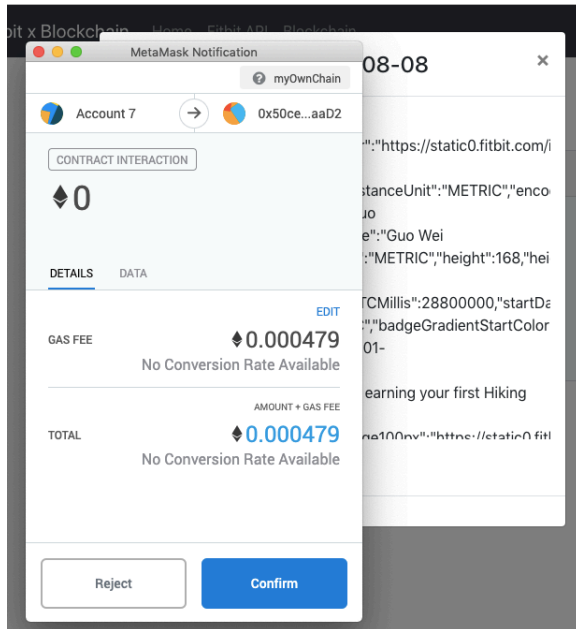 bit x Blockchain Home Fitbit API Blockchain
MetaMask Notification
myOwnChain
Account 7
0x50ce...aaD2
CONTRACT INTERACTION
0
DETAILS DATA
EDIT
GAS FEE
0.000479
No Conversion Rate Available
AMOUNT + GAS FEE
TOTAL
0.000479
No Conversion Rate Available
Reject
Confirm
08-08
×
":"https://static0.fitbit.com/i
stanceUnit":"METRIC","enco
uo
e":"Guo Wei
:"METRIC","height":168,"hei
TCMillis":28800000,"startDa
","badgeGradientStartColor
01-
earning your first Hiking
ge100px":"https://static0.fitl